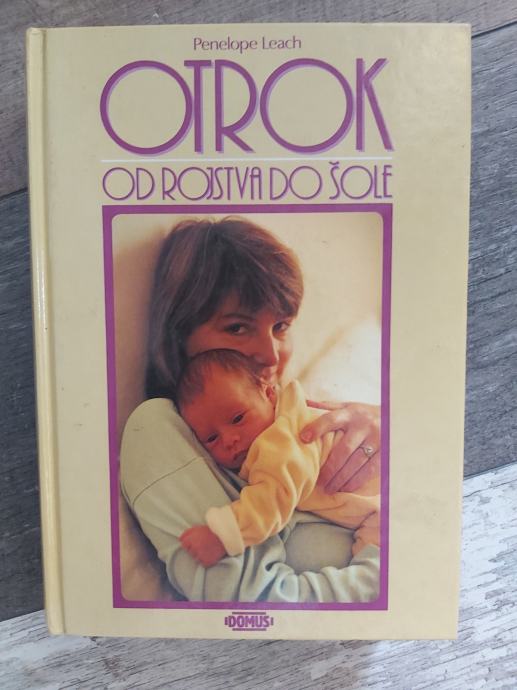 Penelope Leach
OTROK
OD ROJSTVA DO ŠOLE
DOMUS